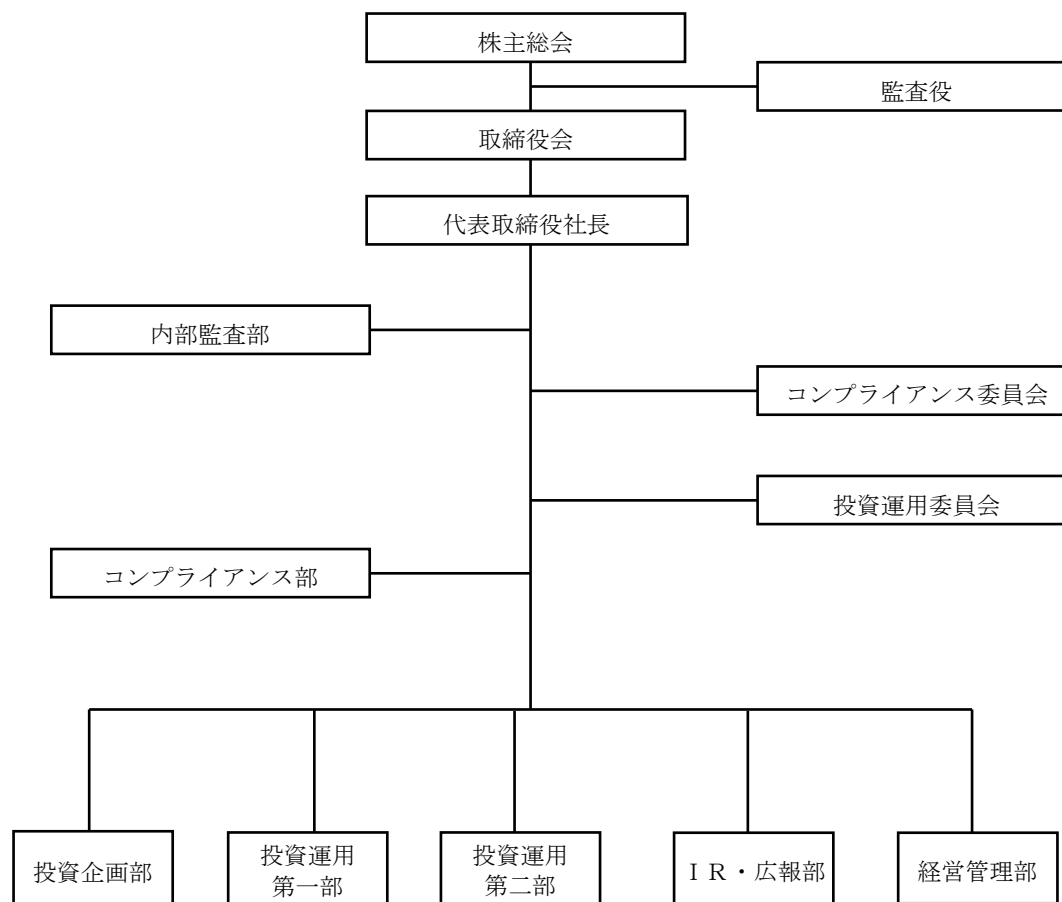 株主総会
監査役
取締役会
代表取締役社長
内部監査部
コンプライアンス委員会
投資運用委員会
コンプライアンス部
投資企画部
投資運用
第一部
投資運用
第二部
ＩＲ・広報部
経営管理部